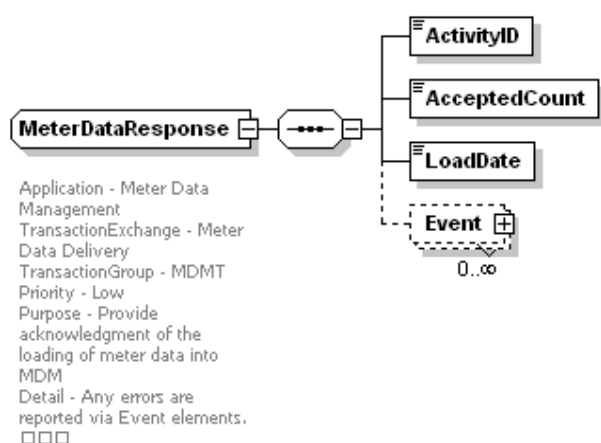 ActivityID
AcceptedCount
MeterDataResponse
LoadDate
Event
0..∞
Application - Meter Data
Management
TransactionExchange - Meter
Data Delivery
TransactionGroup - MDMT
Priority - Low
Purpose - Provide
acknowledgment of the
loading of meter data into
MDM
Detail - Any errors are
reported via Event elements.
□□□